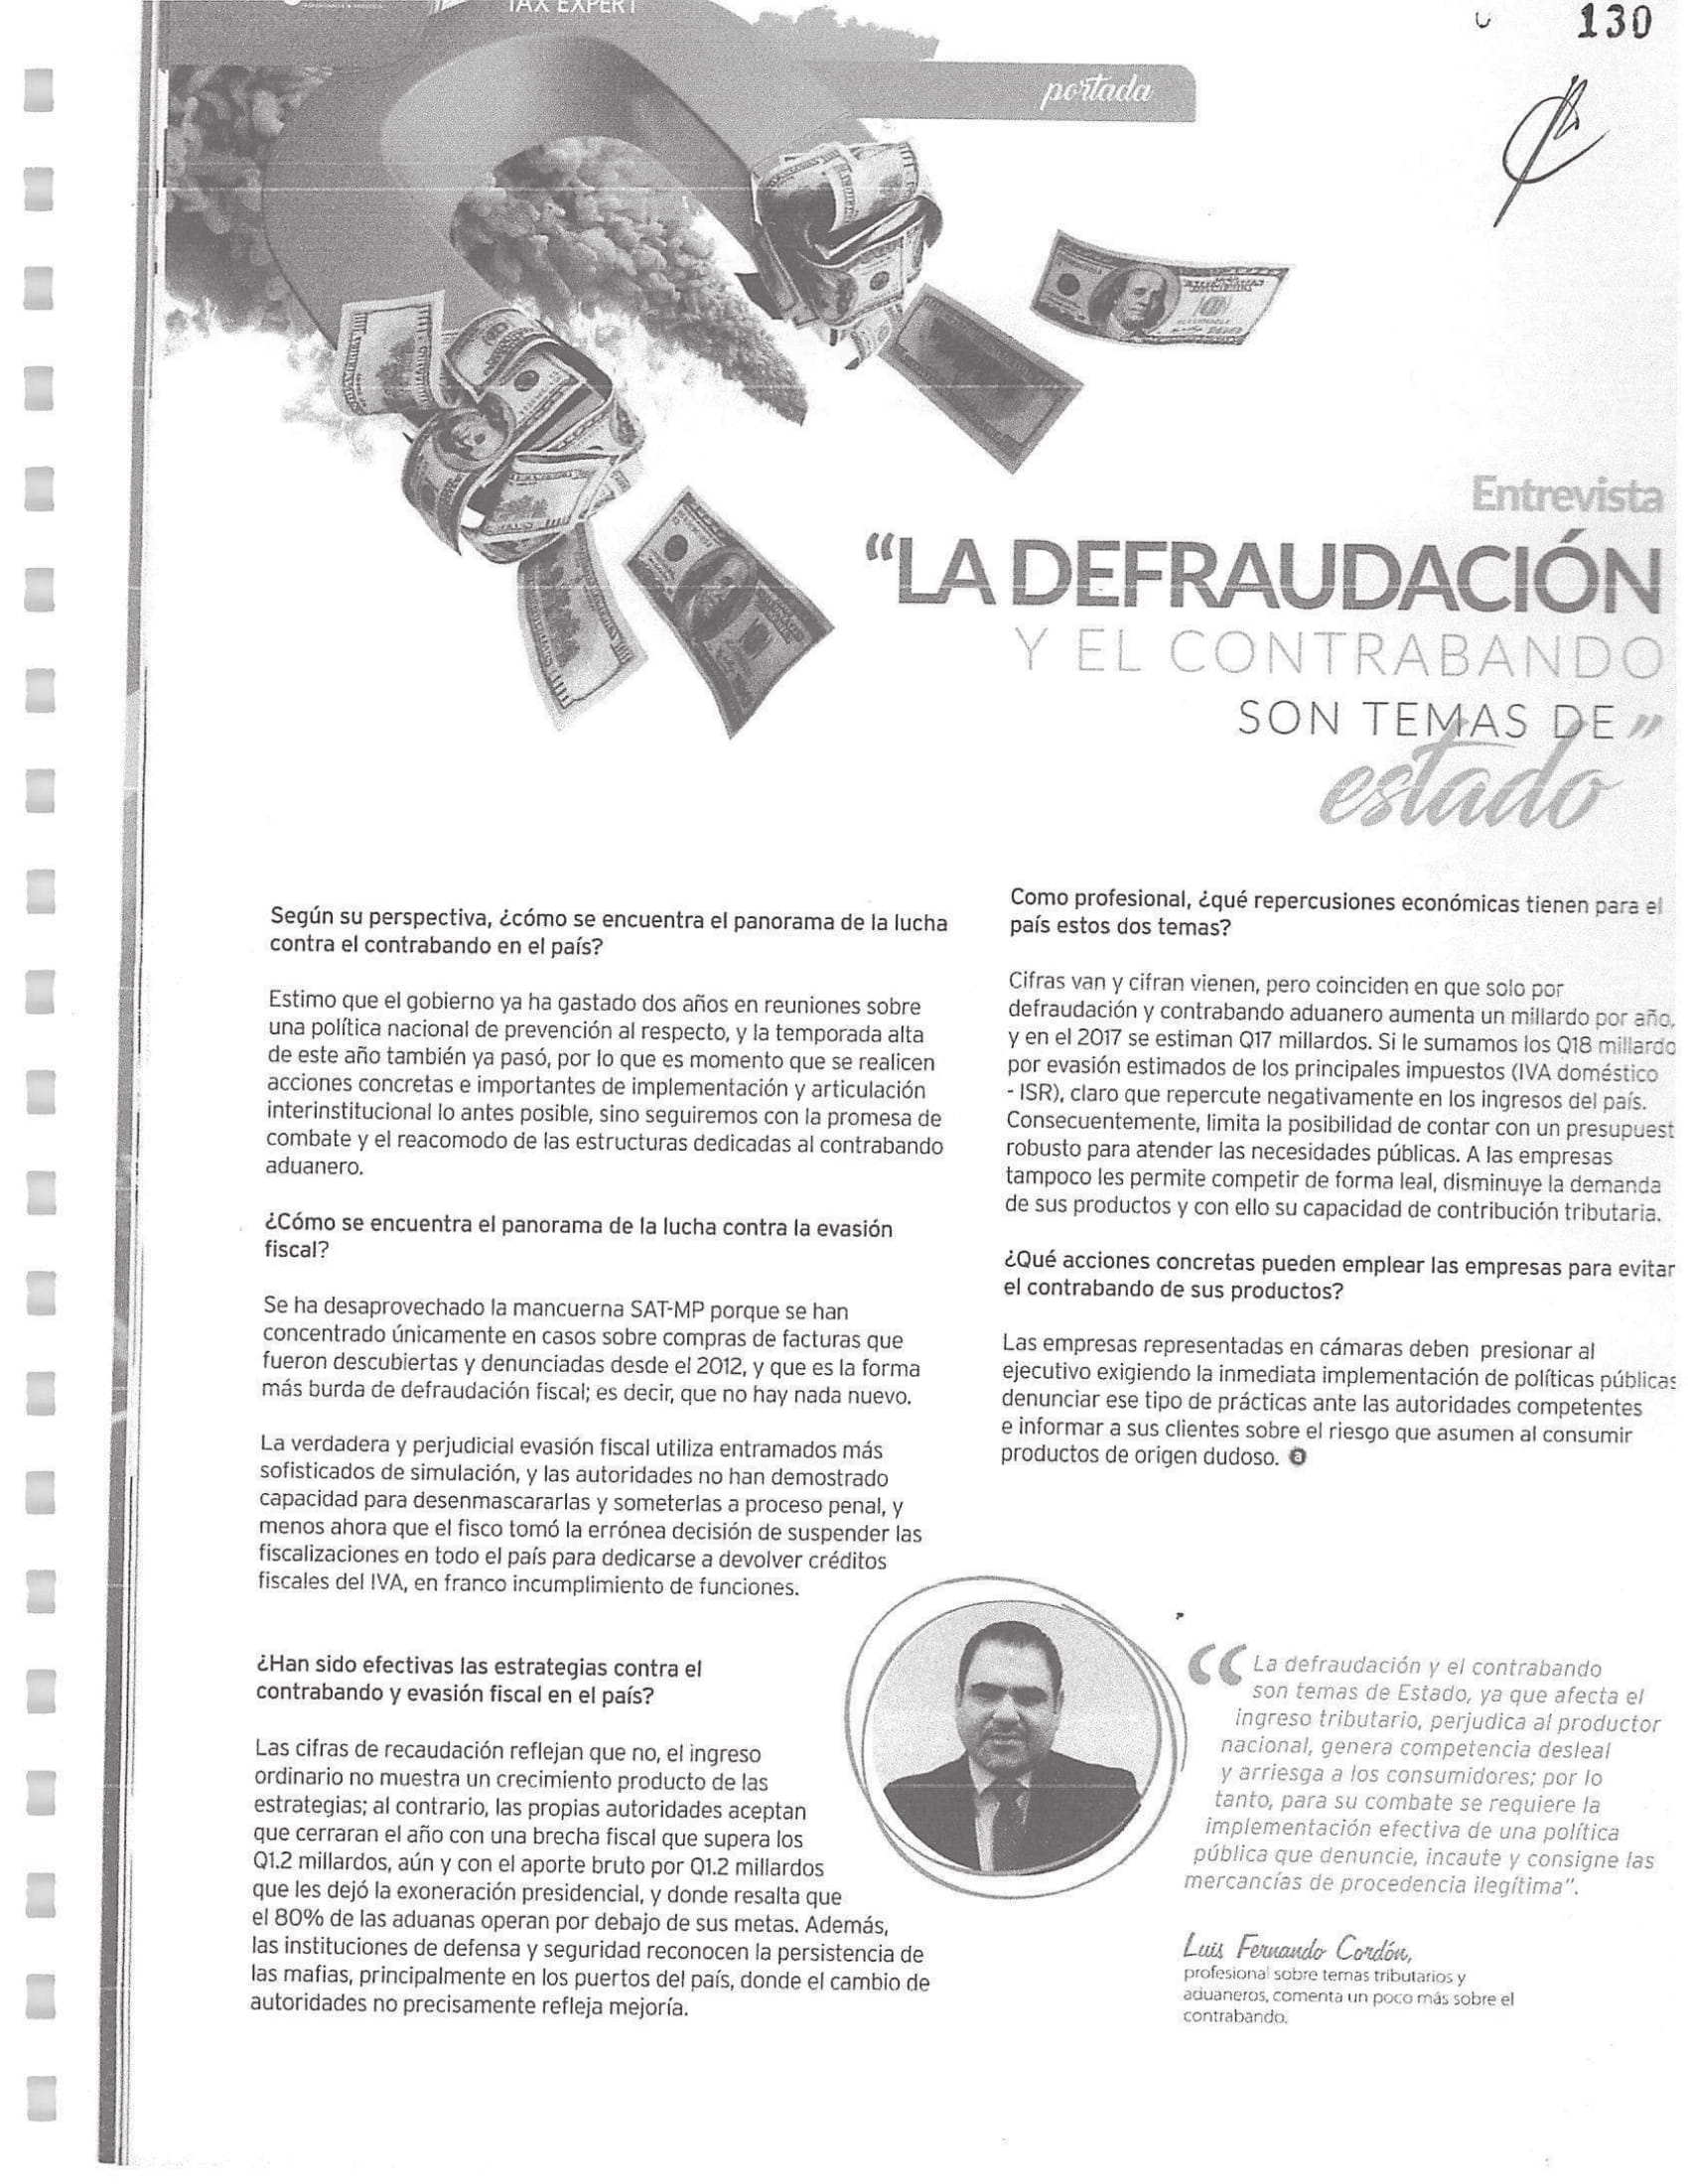 TAX EXPERT
130
portada
Entrevista
“LA DEFRAUDACIÓN
Y EL CONTRABANDO
SON TEMAS DE”
estado
Según su perspectiva, ¿cómo se encuentra el panorama de la lucha
contra el contrabando en el país?
Estimo que el gobierno ya ha gastado dos años en reuniones sobre
una política nacional de prevención al respecto, y la temporada alta
de este año también ya pasó, por lo que es momento que se realicen
acciones concretas e importantes de implementación y articulación
interinstitucional lo antes posible, sino seguiremos con la promesa de
combate y el reacomodo de las estructuras dedicadas al contrabando
aduanero.
¿Cómo se encuentra el panorama de la lucha contra la evasión
fiscal?
Se ha desaprovechado la mancuerna SAT-MP porque se han
concentrado únicamente en casos sobre compras de facturas que
fueron descubiertas y denunciadas desde el 2012, y que es la forma
más burda de defraudación fiscal; es decir, que no hay nada nuevo.
La verdadera y perjudicial evasión fiscal utiliza entramados más
sofisticados de simulación, y las autoridades no han demostrado
capacidad para desenmascararlas y someterlas a proceso penal, y
menos ahora que el fisco tomó la errónea decisión de suspender las
fiscalizaciones en todo el país para dedicarse a devolver créditos
fiscales del IVA, en franco incumplimiento de funciones.
¿Han sido efectivas las estrategias contra el
contrabando y evasión fiscal en el país?
Las cifras de recaudación reflejan que no, el ingreso
ordinario no muestra un crecimiento producto de las
estrategias; al contrario, las propias autoridades aceptan
que cerraran el año con una brecha fiscal que supera los
Q1.2 millardos, aún y con el aporte bruto por Q1.2 millardos
que les dejó la exoneración presidencial, y donde resalta que
el 80% de las aduanas operan por debajo de sus metas. Además,
las instituciones de defensa y seguridad reconocen la persistencia de
las mafias, principalmente en los puertos del país, donde el cambio de
autoridades no precisamente refleja mejoría.
Como profesional, ¿qué repercusiones económicas tienen para el
país estos dos temas?
Cifras van y cifran vienen, pero coinciden en que solo por
defraudación y contrabando aduanero aumenta un millardo por año,
y en el 2017 se estiman Q17 millardos. Si le sumamos los Q18 millardo
por evasión estimados de los principales impuestos (IVA doméstico
- ISR), claro que repercute negativamente en los ingresos del país.
Consecuentemente, limita la posibilidad de contar con un presupuest
robusto para atender las necesidades públicas. A las empresas
tampoco les permite competir de forma leal, disminuye la demanda
de sus productos y con ello su capacidad de contribución tributaria.
¿Qué acciones concretas pueden emplear las empresas para evitar
el contrabando de sus productos?
Las empresas representadas en cámaras deben presionar al
ejecutivo exigiendo la inmediata implementación de políticas públicas
denunciar ese tipo de prácticas ante las autoridades competentes
e informar a sus clientes sobre el riesgo que asumen al consumir
productos de origen dudoso. a
“La defraudación y el contrabando
son temas de Estado, ya que afecta el
ingreso tributario, perjudica al productor
nacional, genera competencia desleal
y arriesga a los consumidores; por lo
tanto, para su combate se requiere la
implementación efectiva de una política
pública que denuncie, incaute y consigne las
mercancías de procedencia ilegítima”.
Luis Fernando Cordón,
profesional sobre temas tributarios y
aduaneros, comenta un poco más sobre el
contrabando.